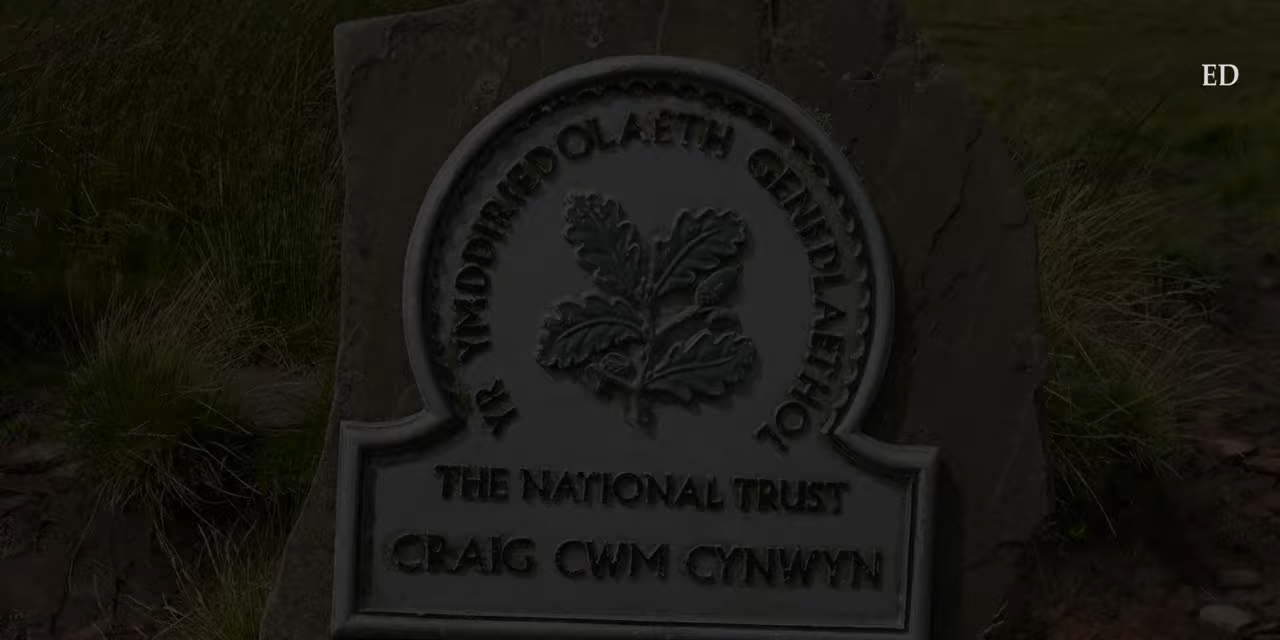 ED
YR YMDDIRIEDOLAETH GENEDLAETHOL
THE NATIONAL TRUST
CRAIG CWM CYNWYN